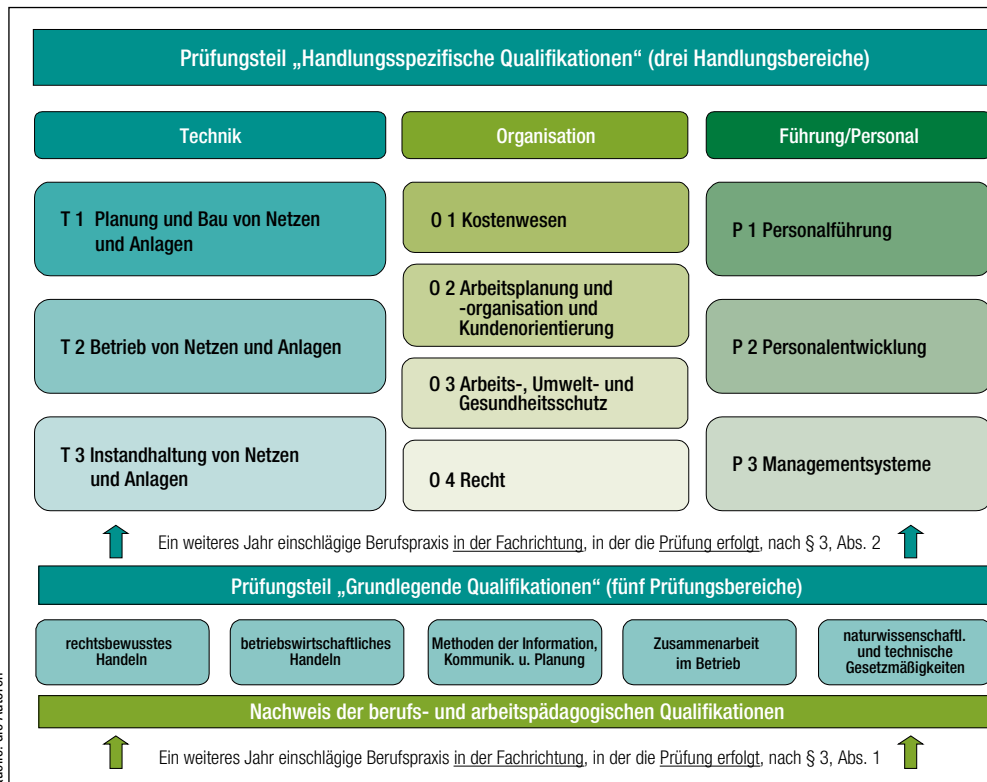 Prüfungsteil „Handlungsspezifische Qualifikationen“ (drei Handlungsbereiche)
Technik
Organisation
Führung/Personal
T 1 Planung und Bau von Netzen
und Anlagen
T 2 Betrieb von Netzen und Anlagen
T 3 Instandhaltung von Netzen
und Anlagen
O 1 Kostenwesen
O 2 Arbeitsplanung und
-organisation und
Kundenorientierung
O 3 Arbeits-, Umwelt- und
Gesundheitsschutz
O 4 Recht
P 1 Personalführung
P 2 Personalentwicklung
P 3 Managementsysteme
Ein weiteres Jahr einschlägige Berufspraxis in der Fachrichtung, in der die Prüfung erfolgt, nach § 3, Abs. 2
Prüfungsteil „Grundlegende Qualifikationen“ (fünf Prüfungsbereiche)
rechtsbewusstes
Handeln
betriebswirtschaftliches
Handeln
Methoden der Information,
Kommunik. u. Planung
Zusammenarbeit
im Betrieb
naturwissenschaftl.
und technische
Gesetzmäßigkeiten
Nachweis der berufs- und arbeitspädagogischen Qualifikationen
Ein weiteres Jahr einschlägige Berufspraxis in der Fachrichtung, in der die Prüfung erfolgt, nach § 3, Abs. 1
die Autoren